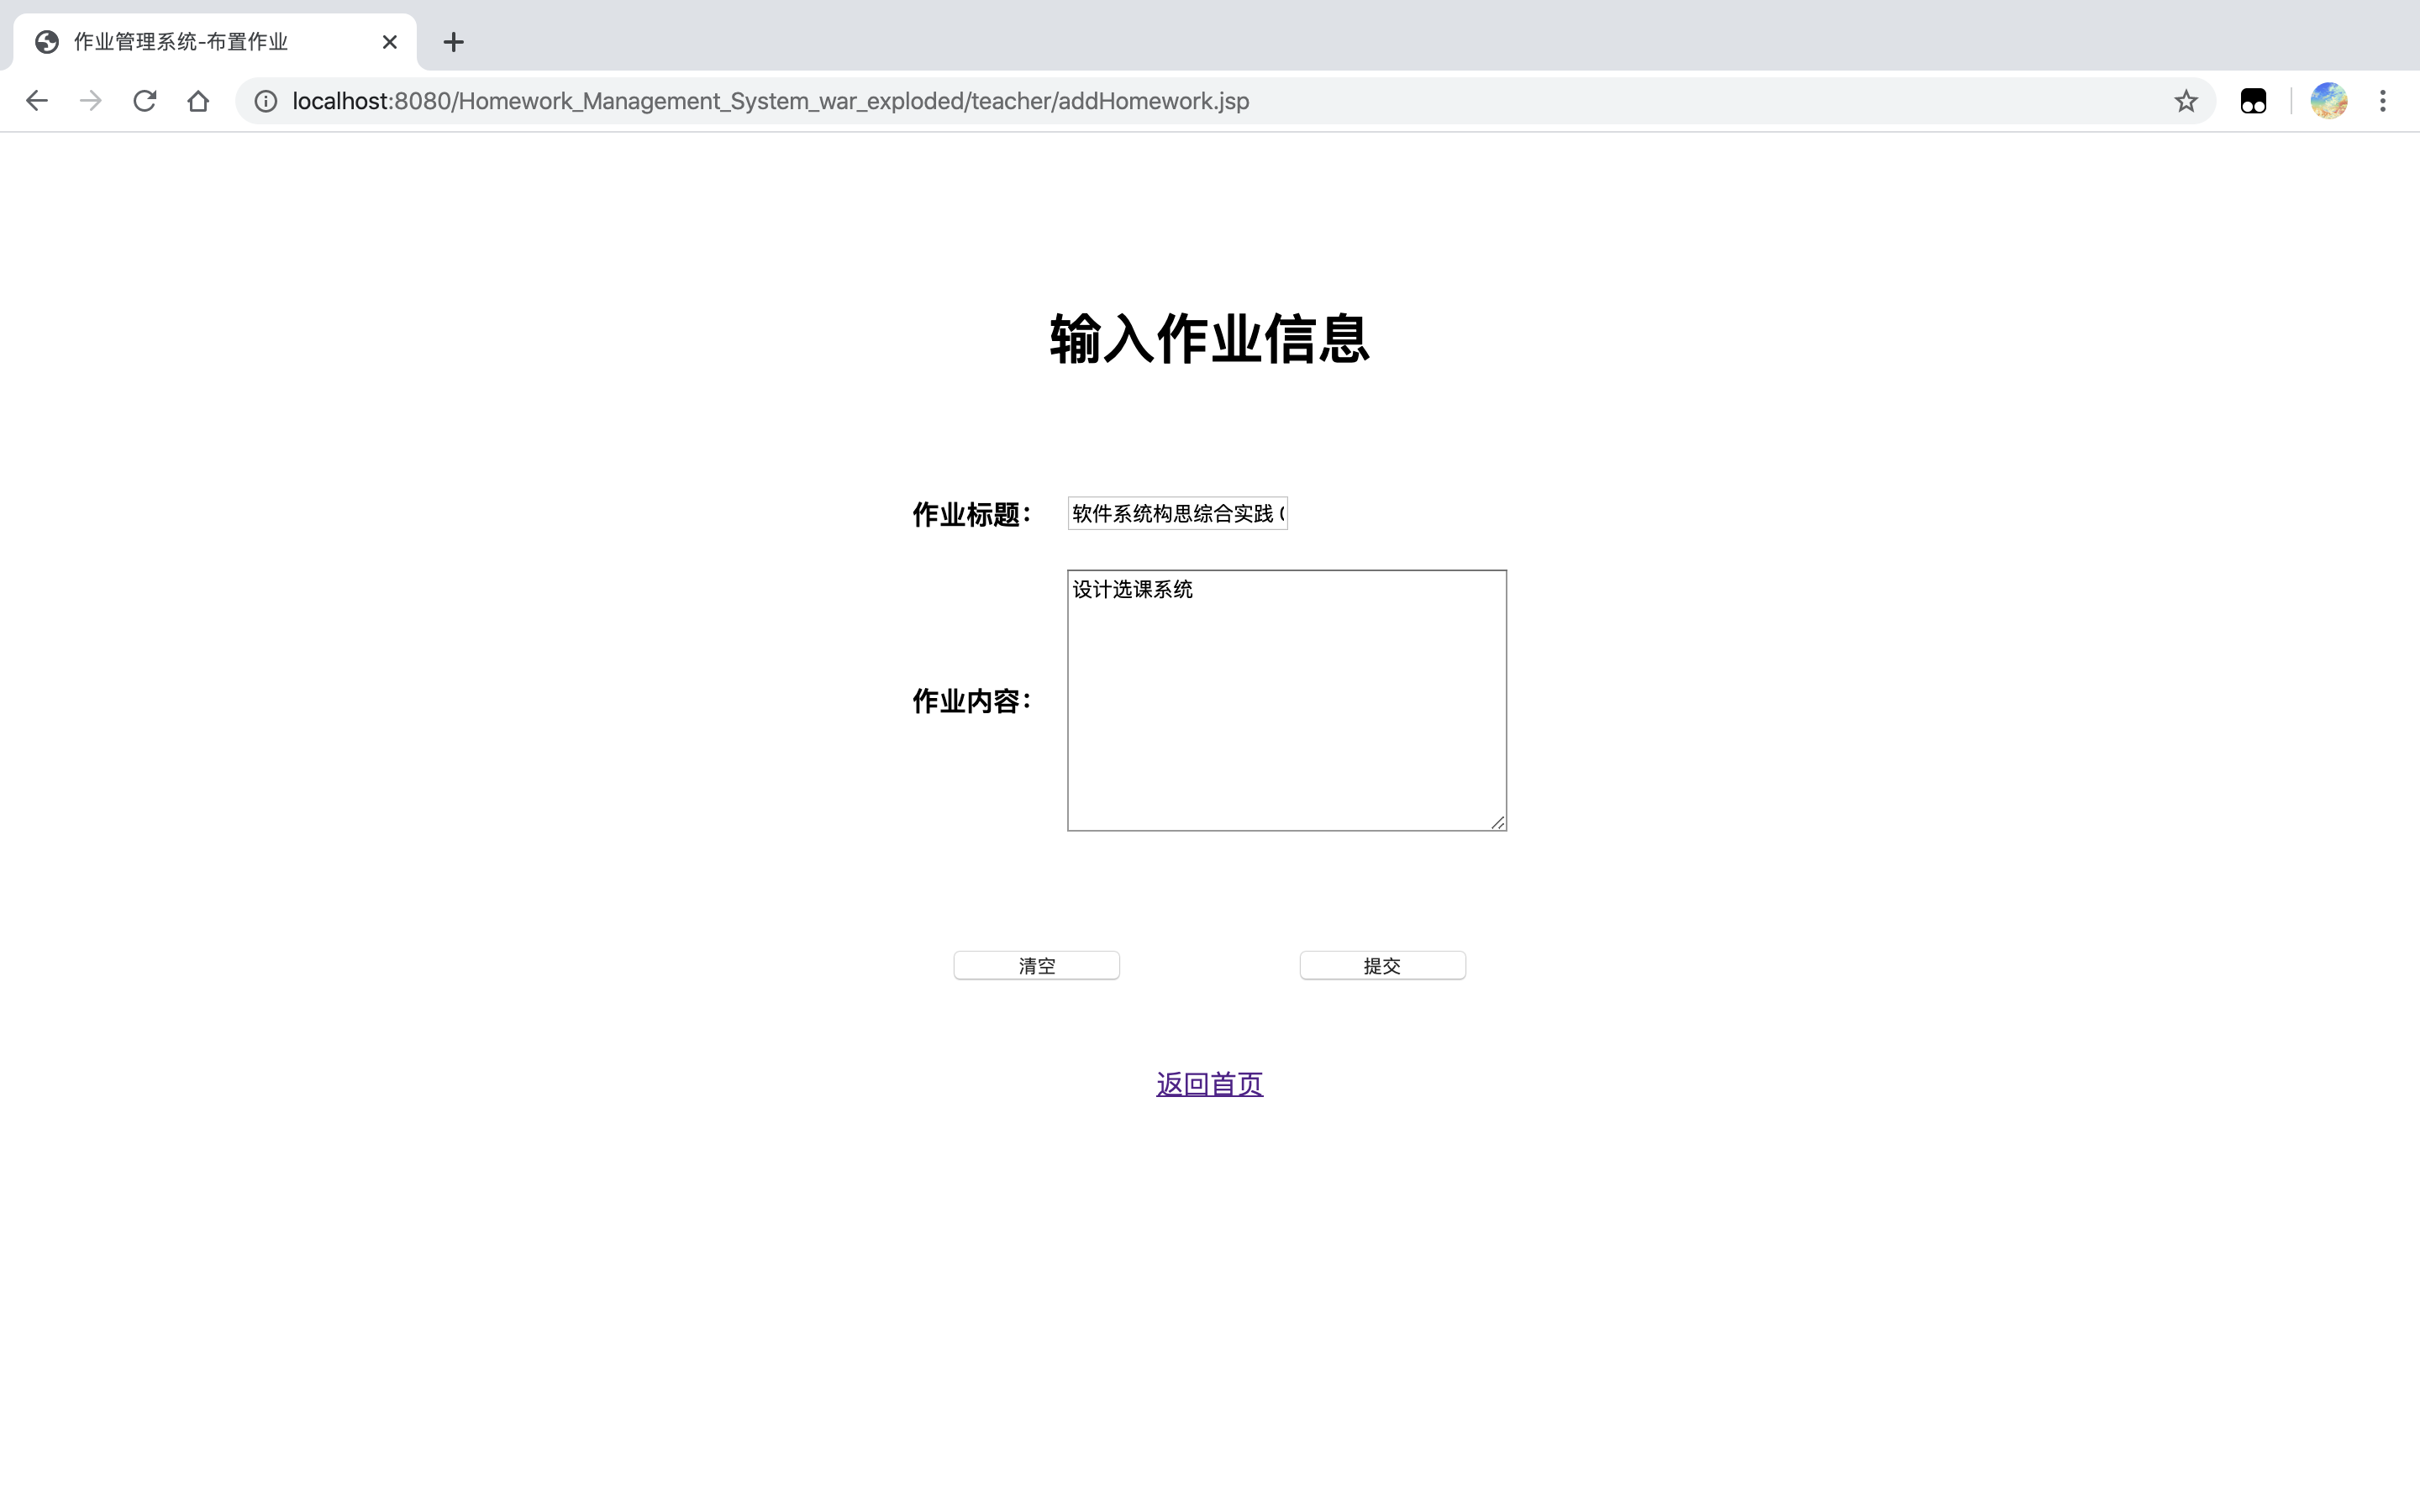 作业管理系统-布置作业
localhost:8080/Homework_Management_System_war_exploded/teacher/addHomework.jsp
输入作业信息
作业标题：
软件系统构思综合实践
设计选课系统
作业内容：
清空
提交
返回首页